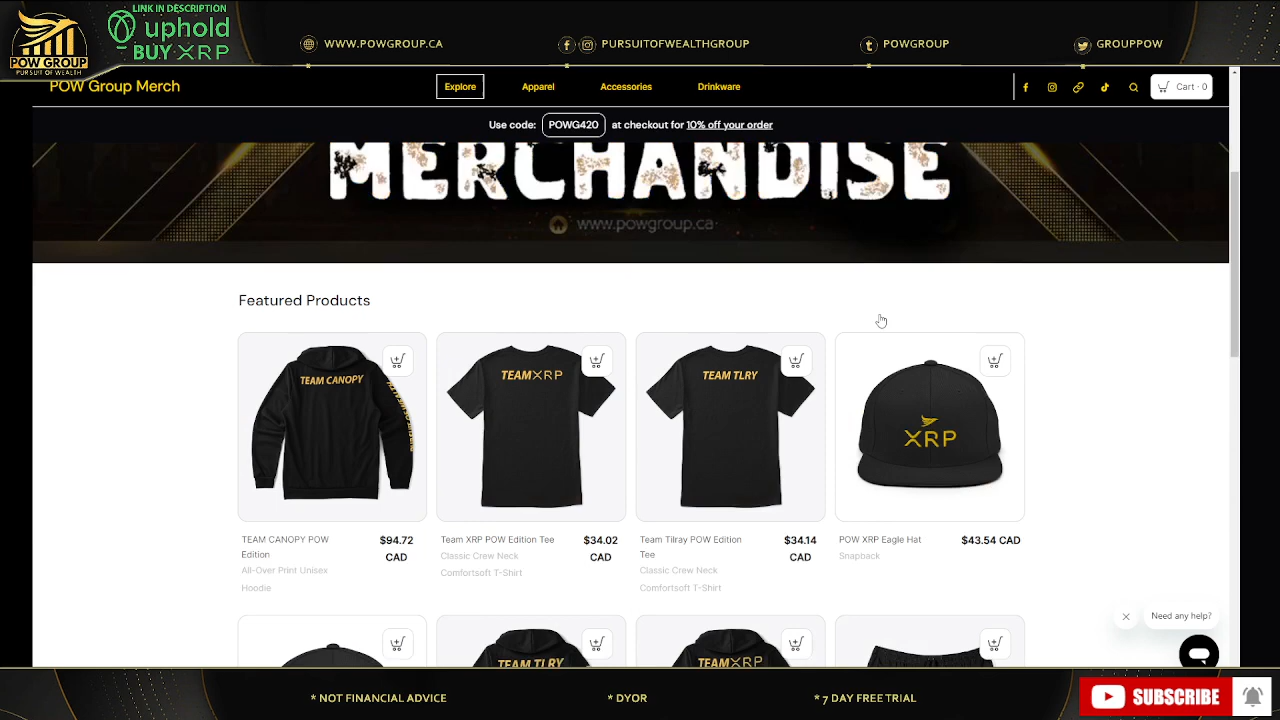 LINK IN DESCRIPTION
uphold
BUY XRP
POW GROUP
PURSUIT OF WEALTH
WWW.POWGROUP.CA
PURSUITOFWEALTHGROUP
POWGROUP
GROUPPOW
POW Group Merch
Explore
Apparel
Accessories
Drinkware
Cart · 0
Use code: POWG420 at checkout for 10% off your order
MERCHANDISE
www.powgroup.ca
Featured Products
TEAM CANOPY
TEAM XRP
TEAM TLRY
XRP
TEAM CANOPY POW
Edition
$94.72
CAD
All-Over Print Unisex
Hoodie
Team XRP POW Edition Tee
$34.02
CAD
Classic Crew Neck
Comfortsoft T-Shirt
Team Tilray POW Edition
Tee
$34.14
CAD
Classic Crew Neck
Comfortsoft T-Shirt
POW XRP Eagle Hat
$43.54 CAD
Snapback
Need any help?
TEAM TLRY
TEAMXRP
* NOT FINANCIAL ADVICE
* DYOR
* 7 DAY FREE TRIAL
SUBSCRIBE